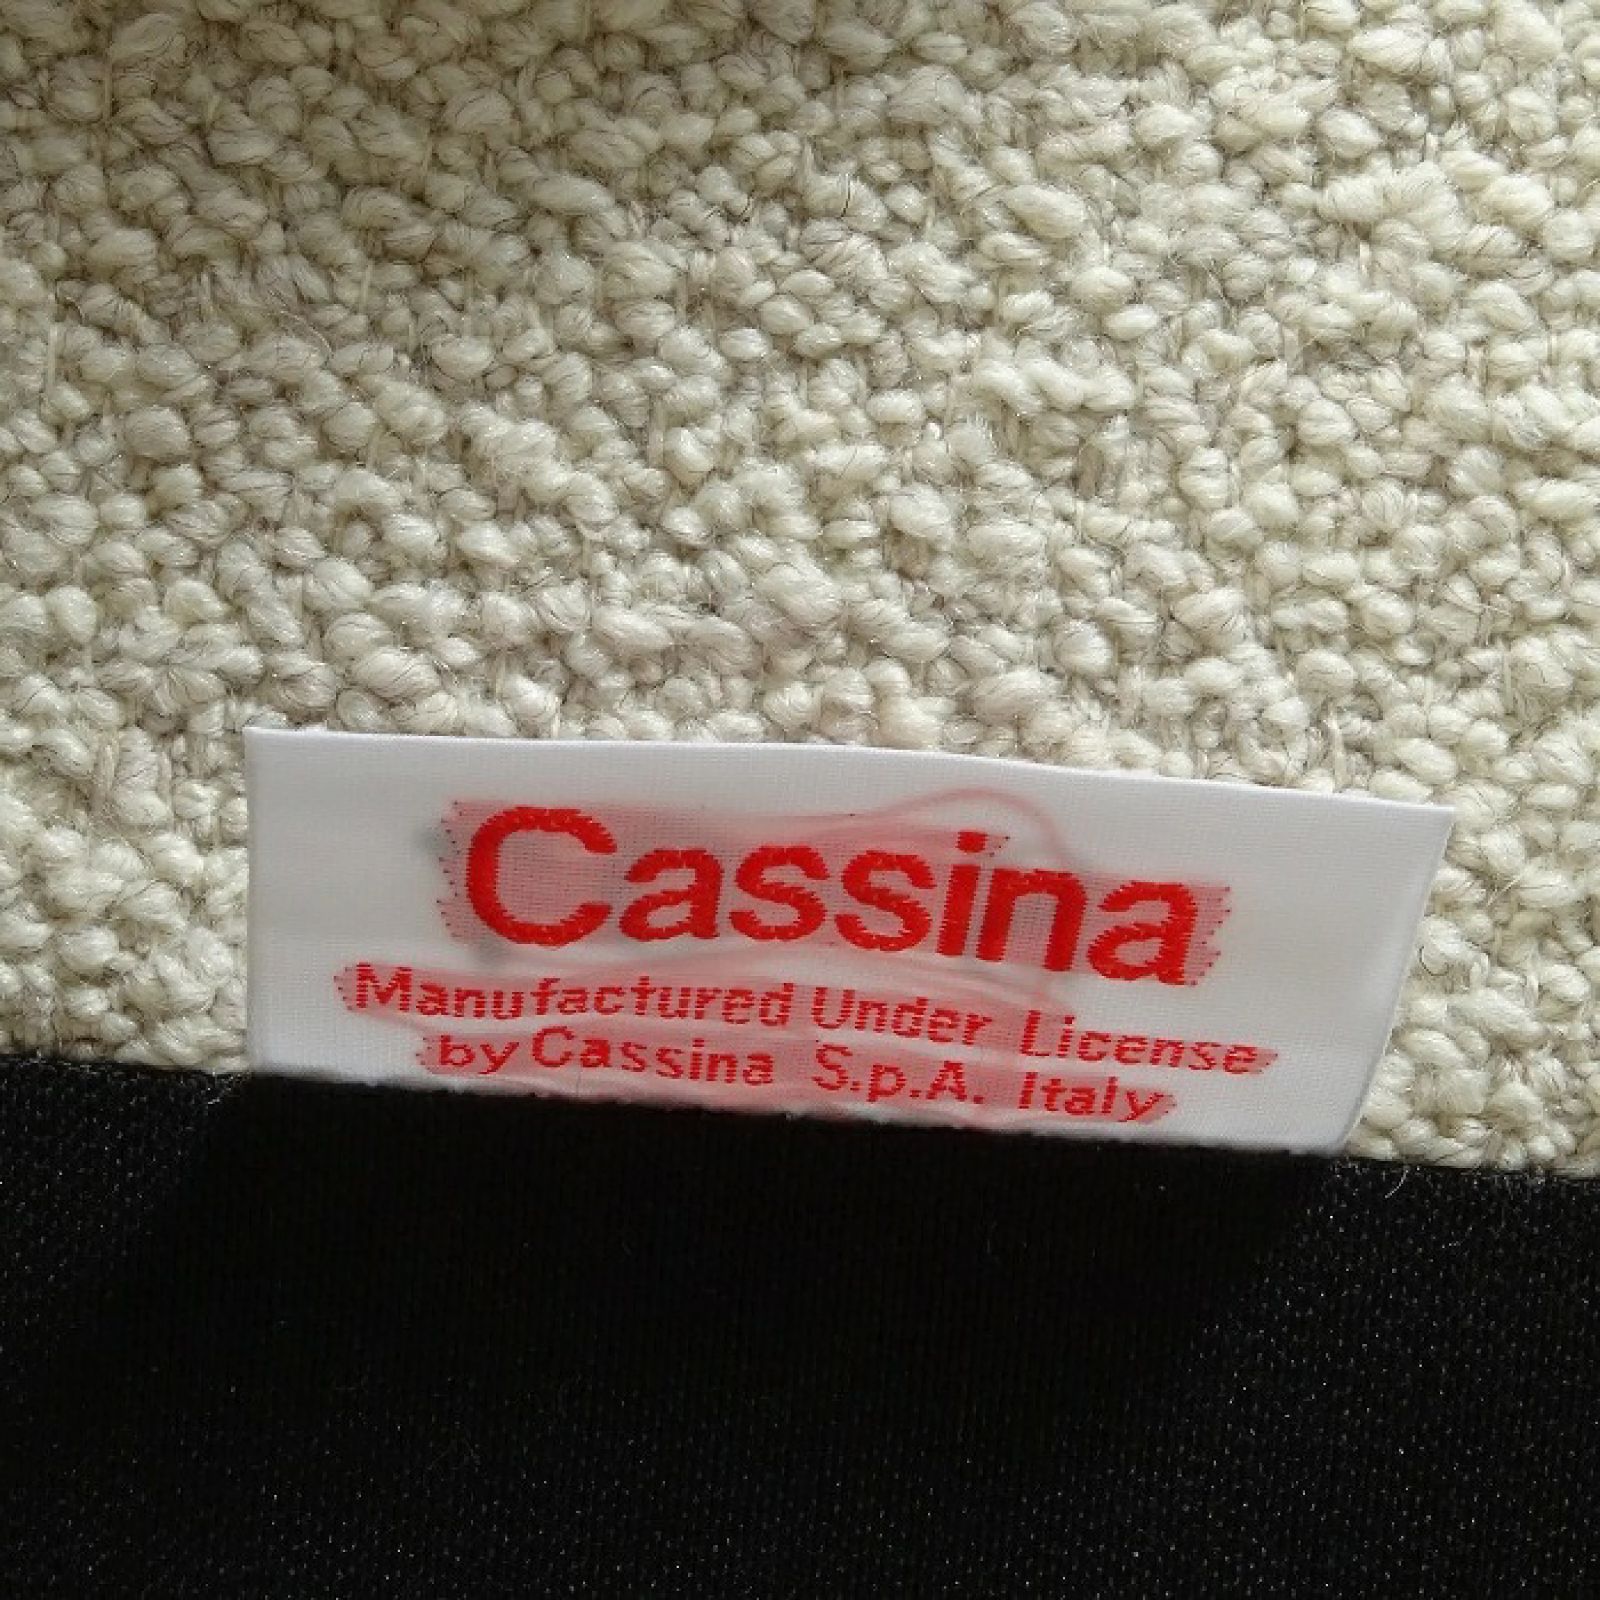 Cassina
Manufactured Under License
by Cassina S.p.A. Italy